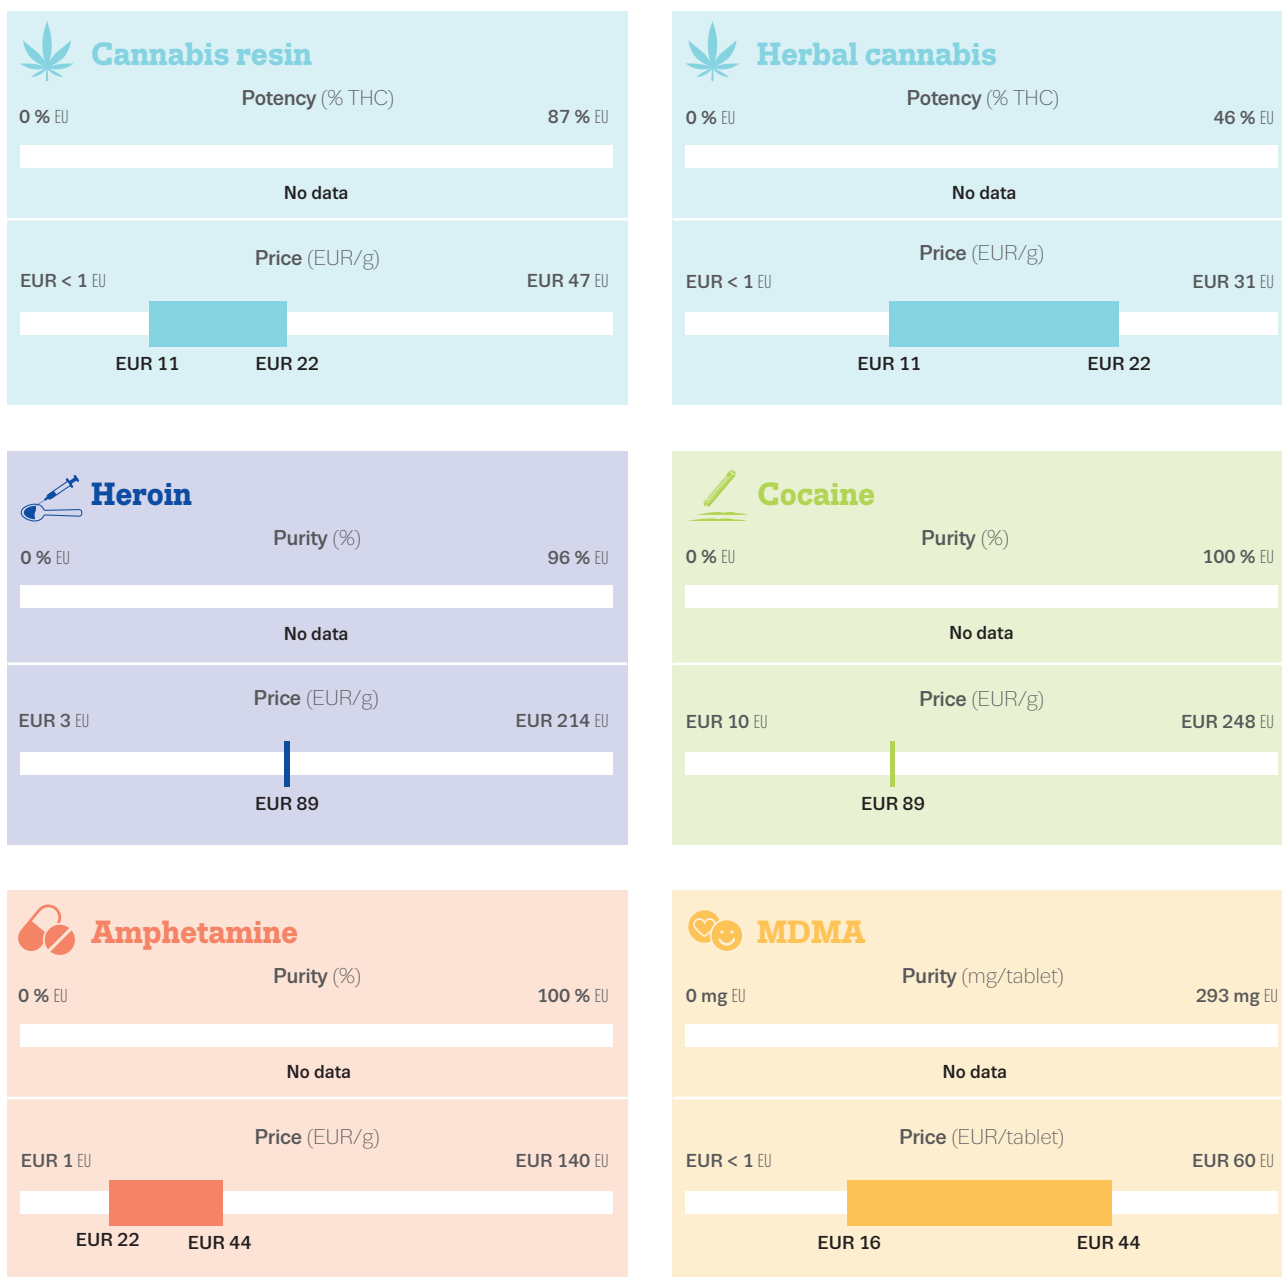 Cannabis resin
Potency (% THC)
0 % EU
87 % EU
No data
Price (EUR/g)
EUR < 1 EU
EUR 47 EU
EUR 11
EUR 22
Herbal cannabis
Potency (% THC)
0 % EU
46 % EU
No data
Price (EUR/g)
EUR < 1 EU
EUR 31 EU
EUR 11
EUR 22
Heroin
Purity (%)
0 % EU
96 % EU
No data
Price (EUR/g)
EUR 3 EU
EUR 214 EU
EUR 89
Cocaine
Purity (%)
0 % EU
100 % EU
No data
Price (EUR/g)
EUR 10 EU
EUR 248 EU
EUR 89
Amphetamine
Purity (%)
0 % EU
100 % EU
No data
Price (EUR/g)
EUR 1 EU
EUR 140 EU
EUR 22
EUR 44
MDMA
Purity (mg/tablet)
0 mg EU
293 mg EU
No data
Price (EUR/tablet)
EUR < 1 EU
EUR 60 EU
EUR 16
EUR 44